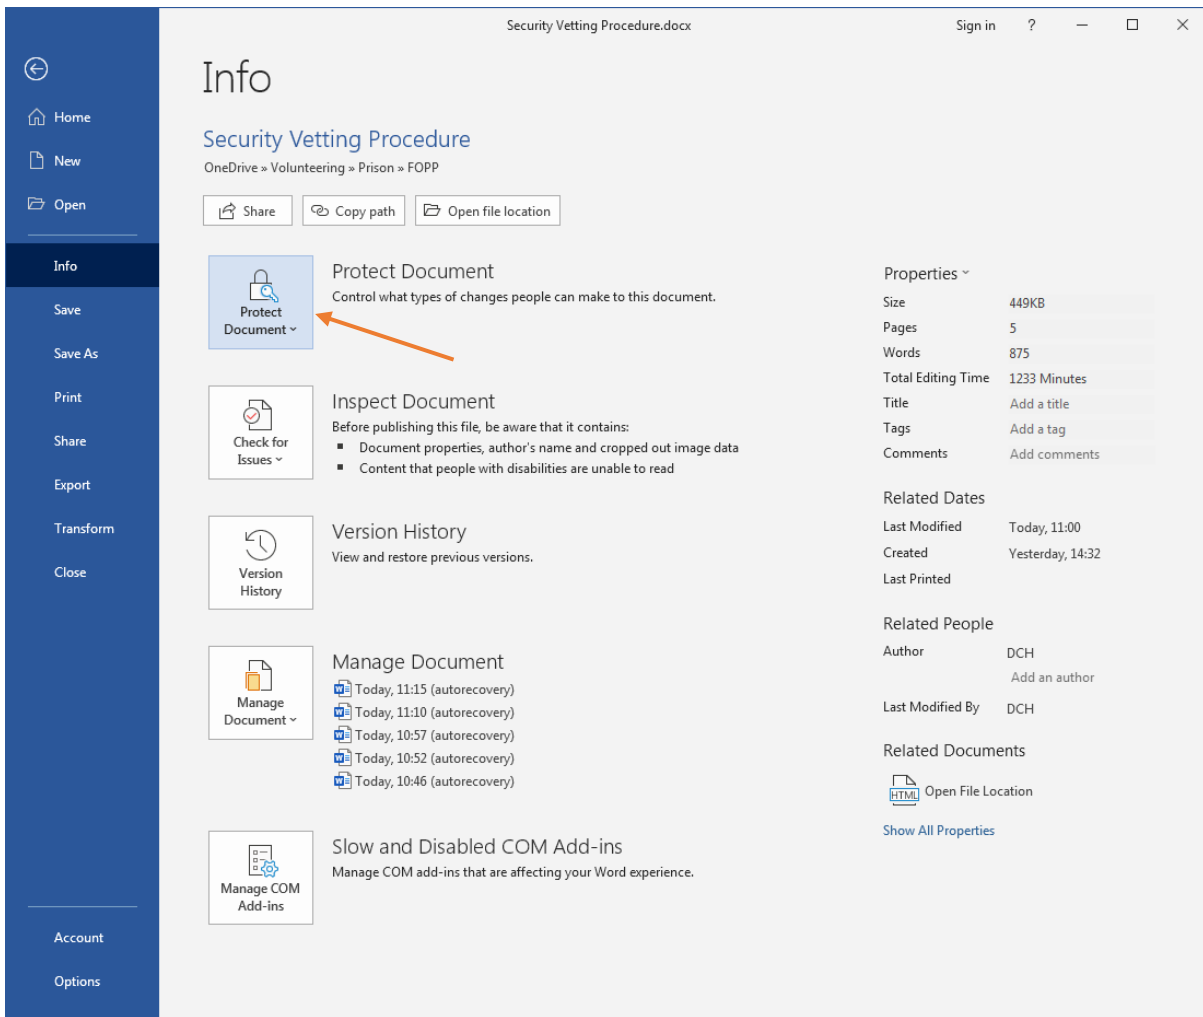 Security Vetting Procedure.docx
Sign in ?
Info
Home
New
Open
Info
Save
Save As
Print
Share
Export
Transform
Close
Account
Options
Security Vetting Procedure
OneDrive » Volunteering » Prison » FOPP
Share
Copy path
Open file location
Protect
Document
Protect Document
Control what types of changes people can make to this document.
Check for
Issues
Inspect Document
Before publishing this file, be aware that it contains:
Document properties, author's name and cropped out image data
Content that people with disabilities are unable to read
Version
History
Version History
View and restore previous versions.
Manage
Document
Manage Document
Today, 11:15 (autorecovery)
Today, 11:10 (autorecovery)
Today, 10:57 (autorecovery)
Today, 10:52 (autorecovery)
Today, 10:46 (autorecovery)
Manage COM
Add-ins
Slow and Disabled COM Add-ins
Manage COM add-ins that are affecting your Word experience.
Properties
Size 449KB
Pages 5
Words 875
Total Editing Time 1233 Minutes
Title Add a title
Tags Add a tag
Comments Add comments
Related Dates
Last Modified Today, 11:00
Created Yesterday, 14:32
Last Printed
Related People
Author DCH
Add an author
Last Modified By DCH
Related Documents
HTML Open File Location
Show All Properties